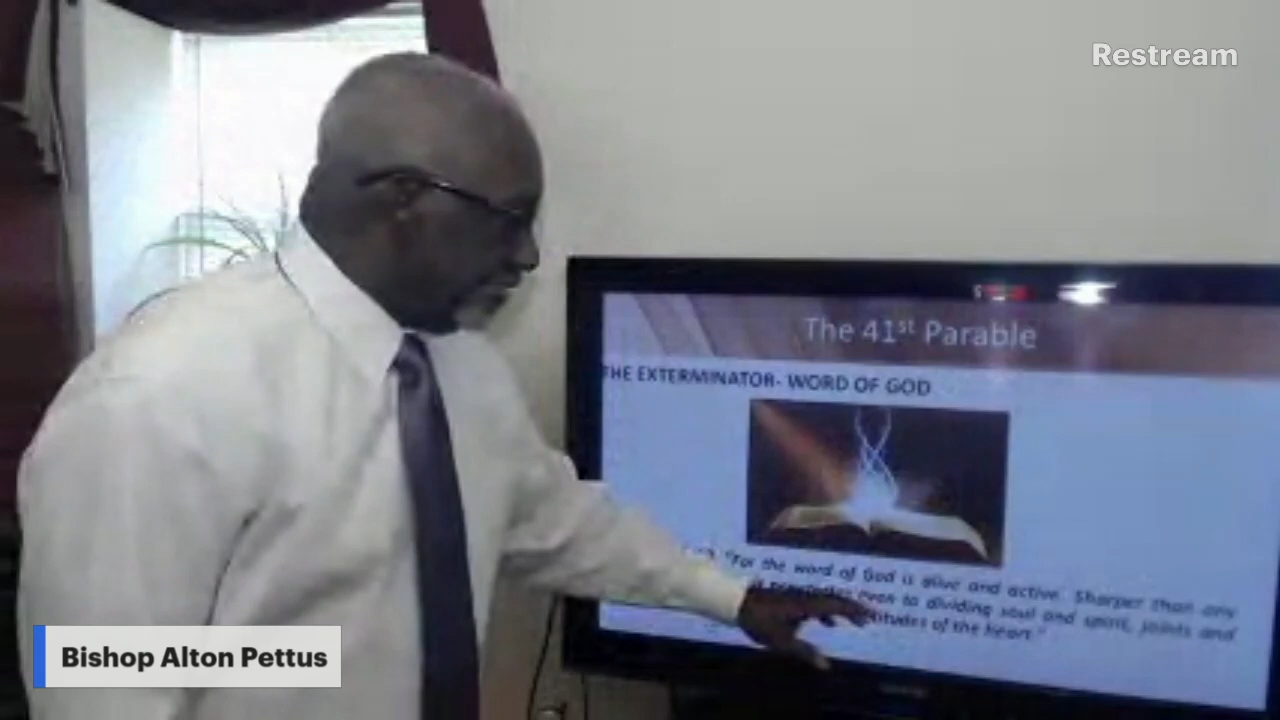 Restream
The 41st Parable
THE EXTERMINATOR- WORD OF GOD
"For the word of God is alive and active. Sharper than any
even to dividing soul and spirit, joints and
of the heart."
Bishop Alton Pettus